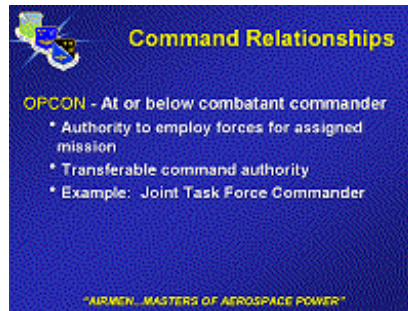 Command Relationships
OPCON - At or below combatant commander
* Authority to employ forces for assigned
mission
* Transferable command authority
* Example: Joint Task Force Commander
"AIRMEN...MASTERS OF AEROSPACE POWER"